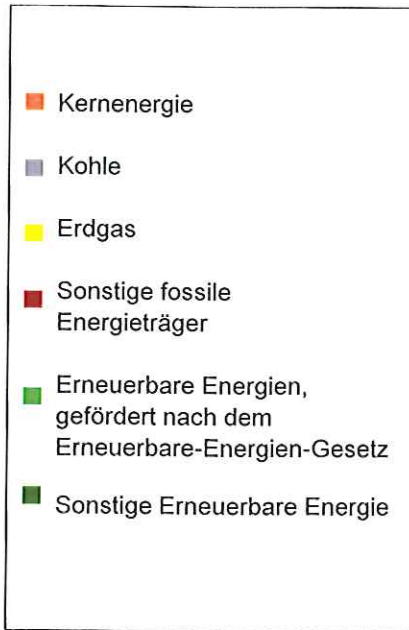 Kernenergie
Kohle
Erdgas
Sonstige fossile
Energieträger
Erneuerbare Energien,
gefördert nach dem
Erneuerbare-Energien-Gesetz
Sonstige Erneuerbare Energie